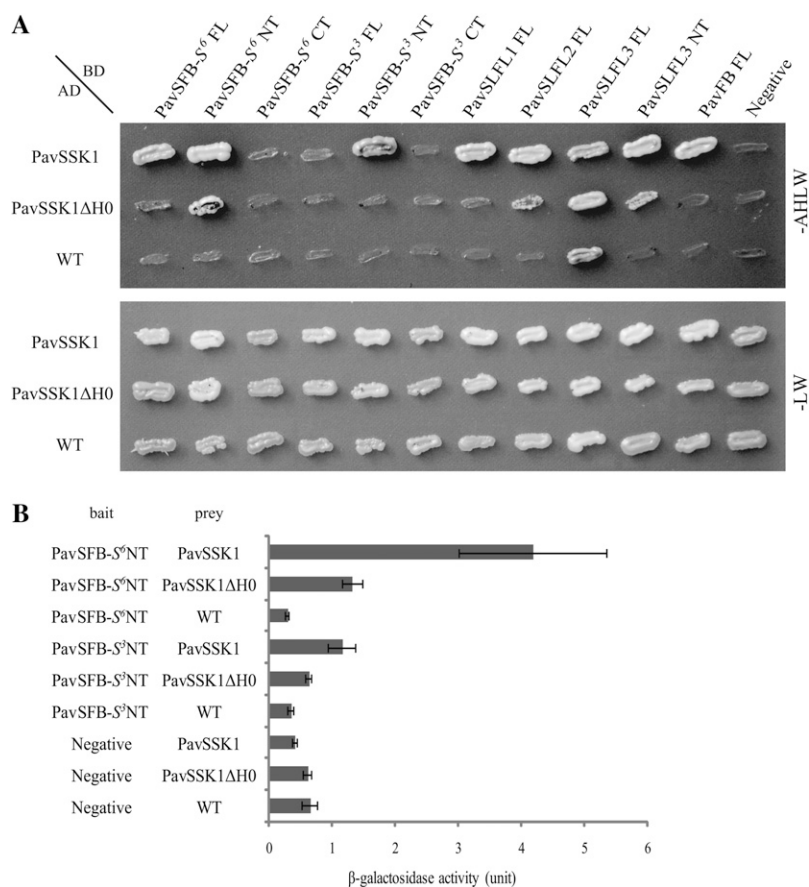 A
BD
AD
PavSFB-S⁶ FL
PavSFB-S⁶ NT
PavSFB-S⁶ CT
PavSFB-S³ FL
PavSFB-S³ NT
PavSFB-S³ CT
PavSLFL1 FL
PavSLFL2 FL
PavSLFL3 FL
PavSLFL3 NT
PavFB FL
Negative
PavSSK1
PavSSK1ΔH0
WT
-AHLW
PavSSK1
PavSSK1ΔH0
WT
-LW
B
bait prey
PavSFB-S⁶NT PavSSK1
PavSFB-S⁶NT PavSSK1ΔH0
PavSFB-S⁶NT WT
PavSFB-S³NT PavSSK1
PavSFB-S³NT PavSSK1ΔH0
PavSFB-S³NT WT
Negative PavSSK1
Negative PavSSK1ΔH0
Negative WT
0 1 2 3 4 5 6
β-galactosidase activity (unit)